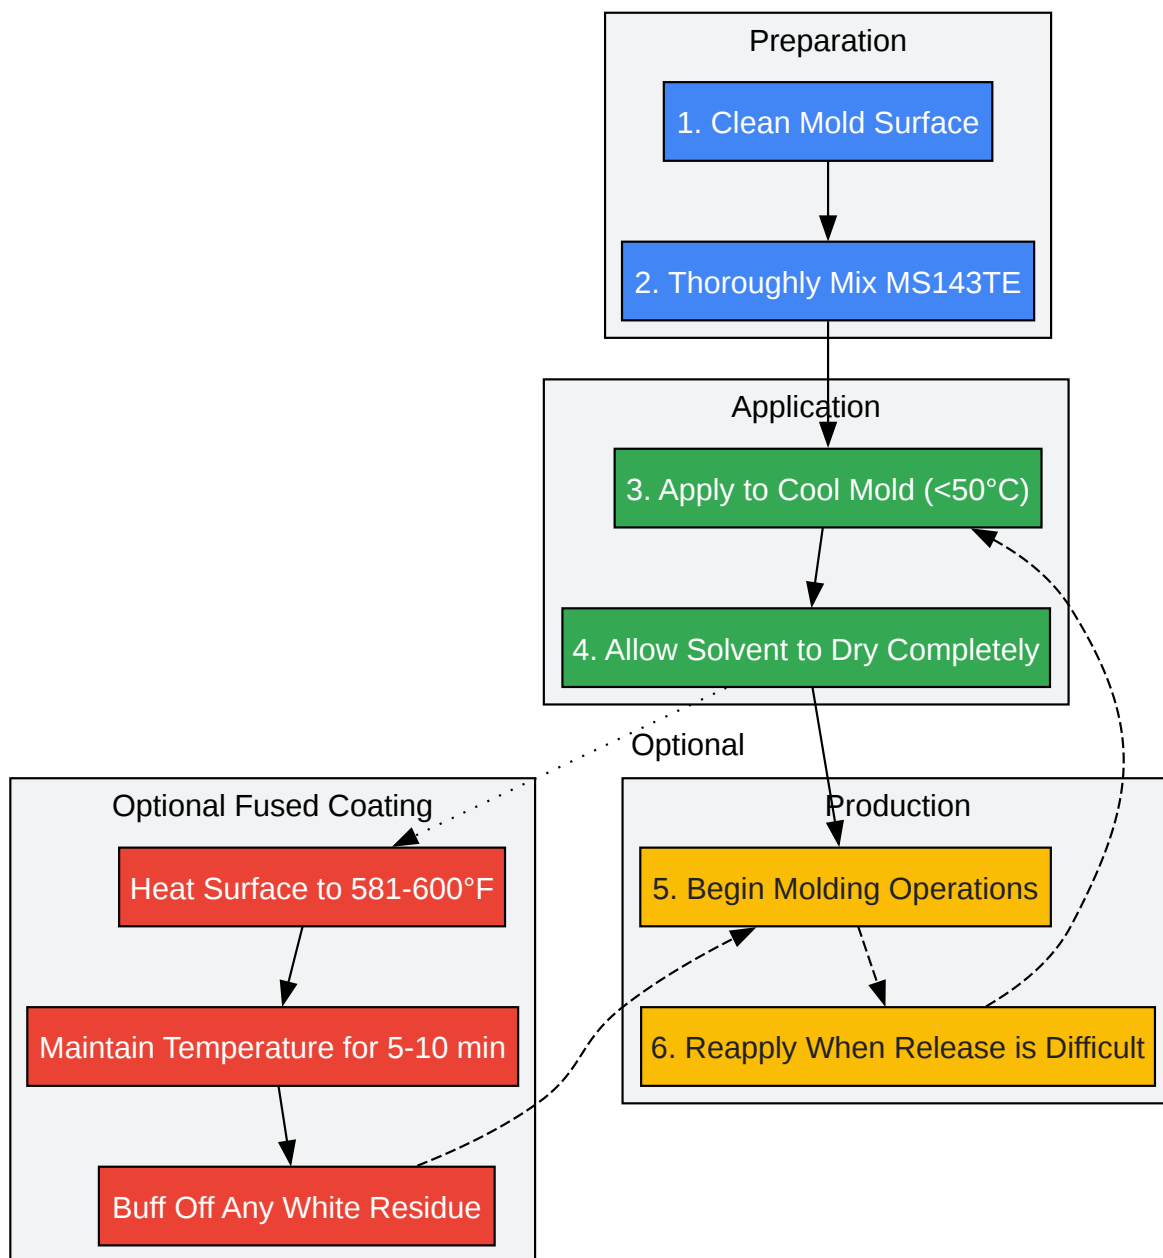 Preparation
1. Clean Mold Surface
2. Thoroughly Mix MS143TE
Application
3. Apply to Cool Mold (<50°C)
4. Allow Solvent to Dry Completely
Optional
Optional Fused Coating
Heat Surface to 581-600°F
Maintain Temperature for 5-10 min
Buff Off Any White Residue
Production
5. Begin Molding Operations
6. Reapply When Release is Difficult